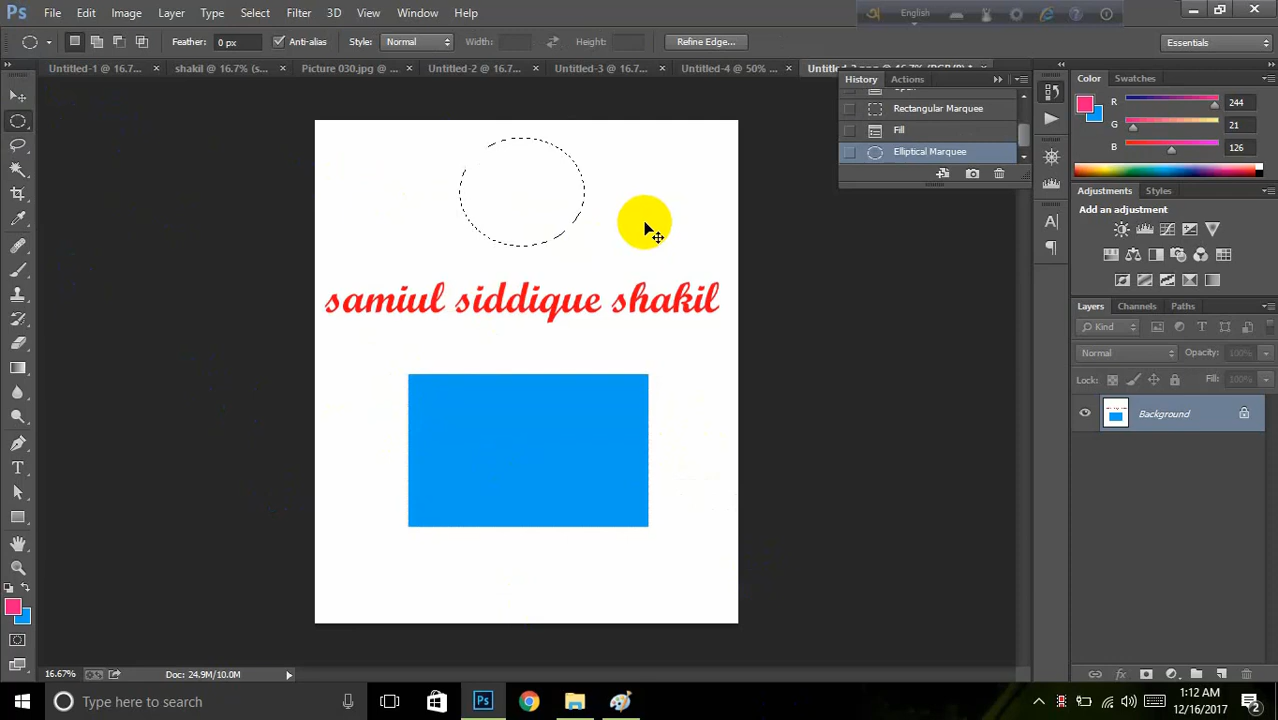 Ps File Edit Image Layer Type Select Filter 3D View Window Help
English
Feather: 0 px Anti-alias Style: Normal Width: Height: Refine Edge... Essentials
Untitled-1 @ 16.7... × shakil @ 16.7% (s... × Picture 030.jpg @ ... × Untitled-2 @ 16.7... × Untitled-3 @ 16.7... × Untitled-4 @ 50% ... ×
History Actions
Rectangular Marquee
Fill
Elliptical Marquee
Color Swatches
R 244
G 21
B 126
Adjustments Styles
Add an adjustment
Layers Channels Paths
Kind
Normal Opacity: 100%
Lock: Fill: 100%
Background
samiul siddique shakil
16.67% Doc: 24.9M/10.0M
Type here to search
Ps
1:12 AM
12/16/2017
2